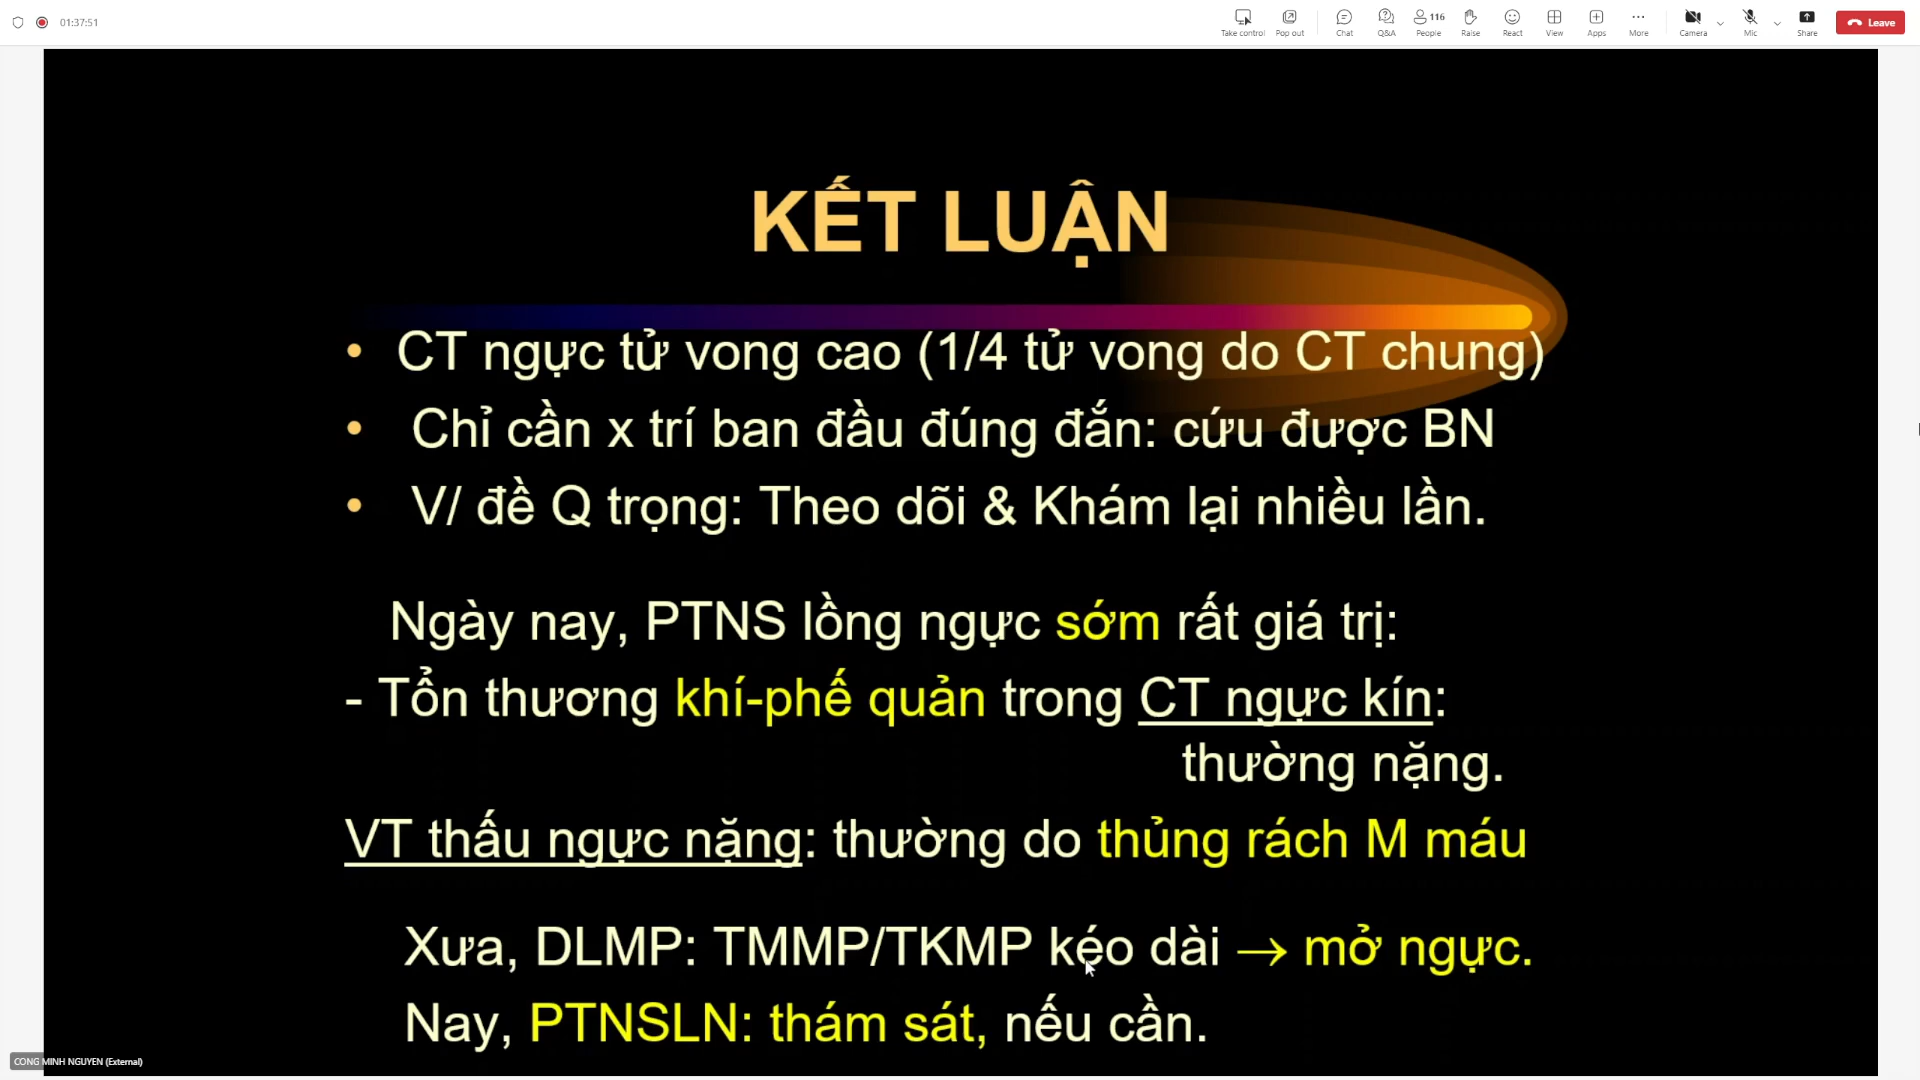 01:37:51
Take control
Pop out
Chat
Q&A
116
People
Raise
React
View
Apps
More
Camera
Mic
Share
Leave
KẾT LUẬN
• CT ngực tử vong cao (1/4 tử vong do CT chung)
• Chỉ cần x trí ban đầu đúng đắn: cứu được BN
• V/ đề Q trọng: Theo dõi & Khám lại nhiều lần.
Ngày nay, PTNS lồng ngực sớm rất giá trị:
- Tổn thương khí-phế quản trong CT ngực kín:
thường nặng.
VT thấu ngực nặng: thường do thủng rách M máu
Xưa, DLMP: TMMP/TKMP kéo dài → mở ngực.
Nay, PTNSLN: thám sát, nếu cần.
CONG MINH NGUYEN (External)